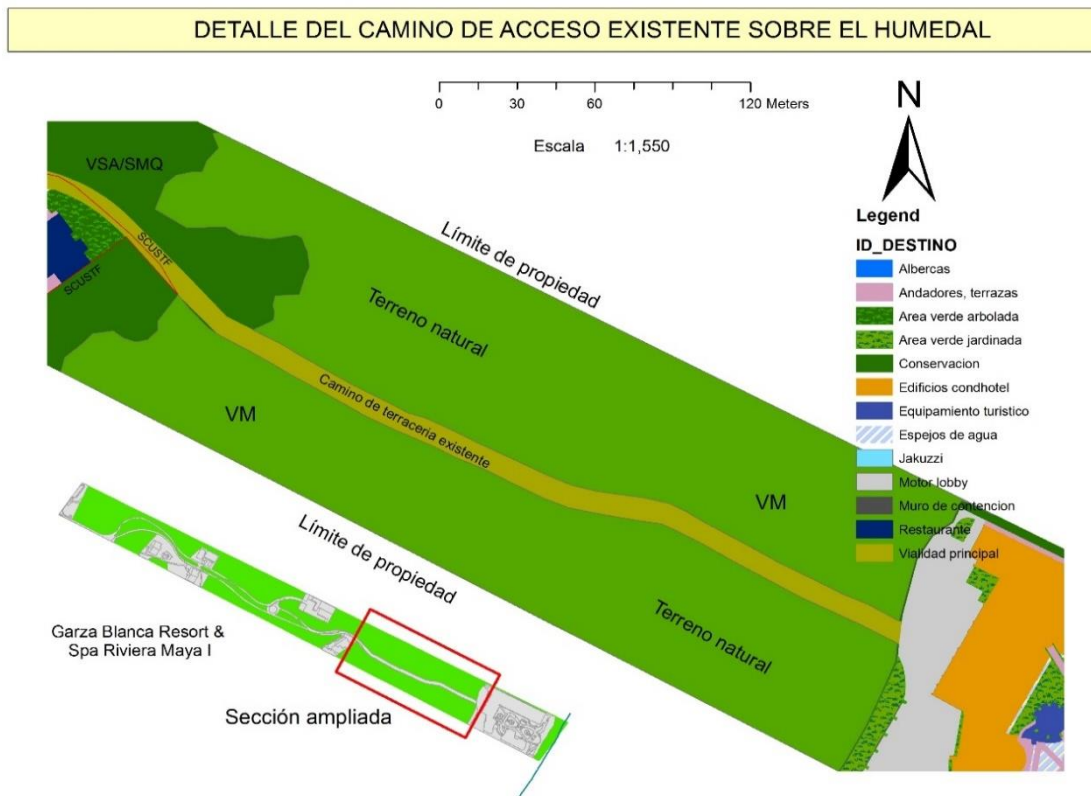 DETALLE DEL CAMINO DE ACCESO EXISTENTE SOBRE EL HUMEDAL
0 30 60 120 Meters
Escala 1:1,550
N
VSA/SMQ
SCUSTF
SCUSTF
Límite de propiedad
Terreno natural
Camino de terracería existente
VM
VM
Límite de propiedad
Terreno natural
Legend
ID_DESTINO
Albercas
Andadores, terrazas
Area verde arbolada
Area verde jardinada
Conservacion
Edificios condhotel
Equipamiento turistico
Espejos de agua
Jakuzzi
Motor lobby
Muro de contencion
Restaurante
Vialidad principal
Garza Blanca Resort &
Spa Riviera Maya I
Sección ampliada